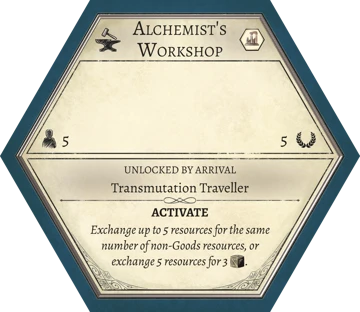 ALCHEMIST'S
WORKSHOP
5
5
UNLOCKED BY ARRIVAL
Transmutation Traveller
ACTIVATE
Exchange up to 5 resources for the same
number of non-Goods resources, or
exchange 5 resources for 3 .